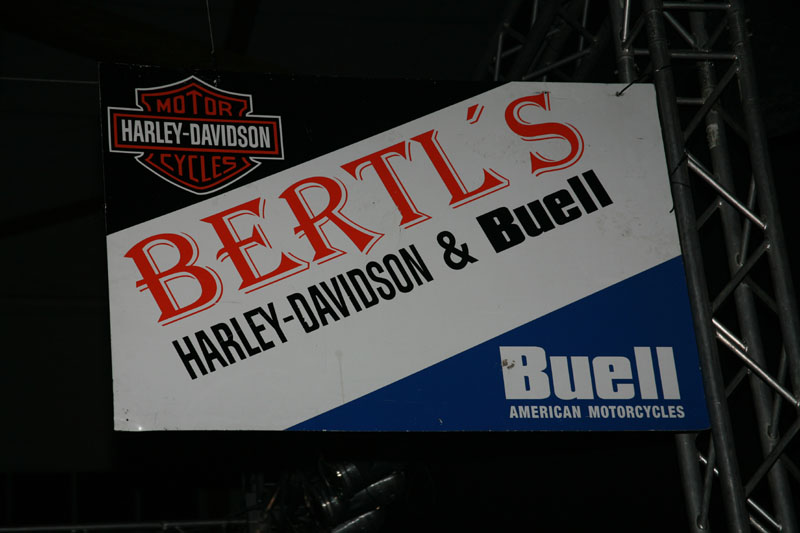 MOTOR
HARLEY-DAVIDSON
CYCLES
BERTL´S
HARLEY-DAVIDSON & Buell
Buell
AMERICAN MOTORCYCLES